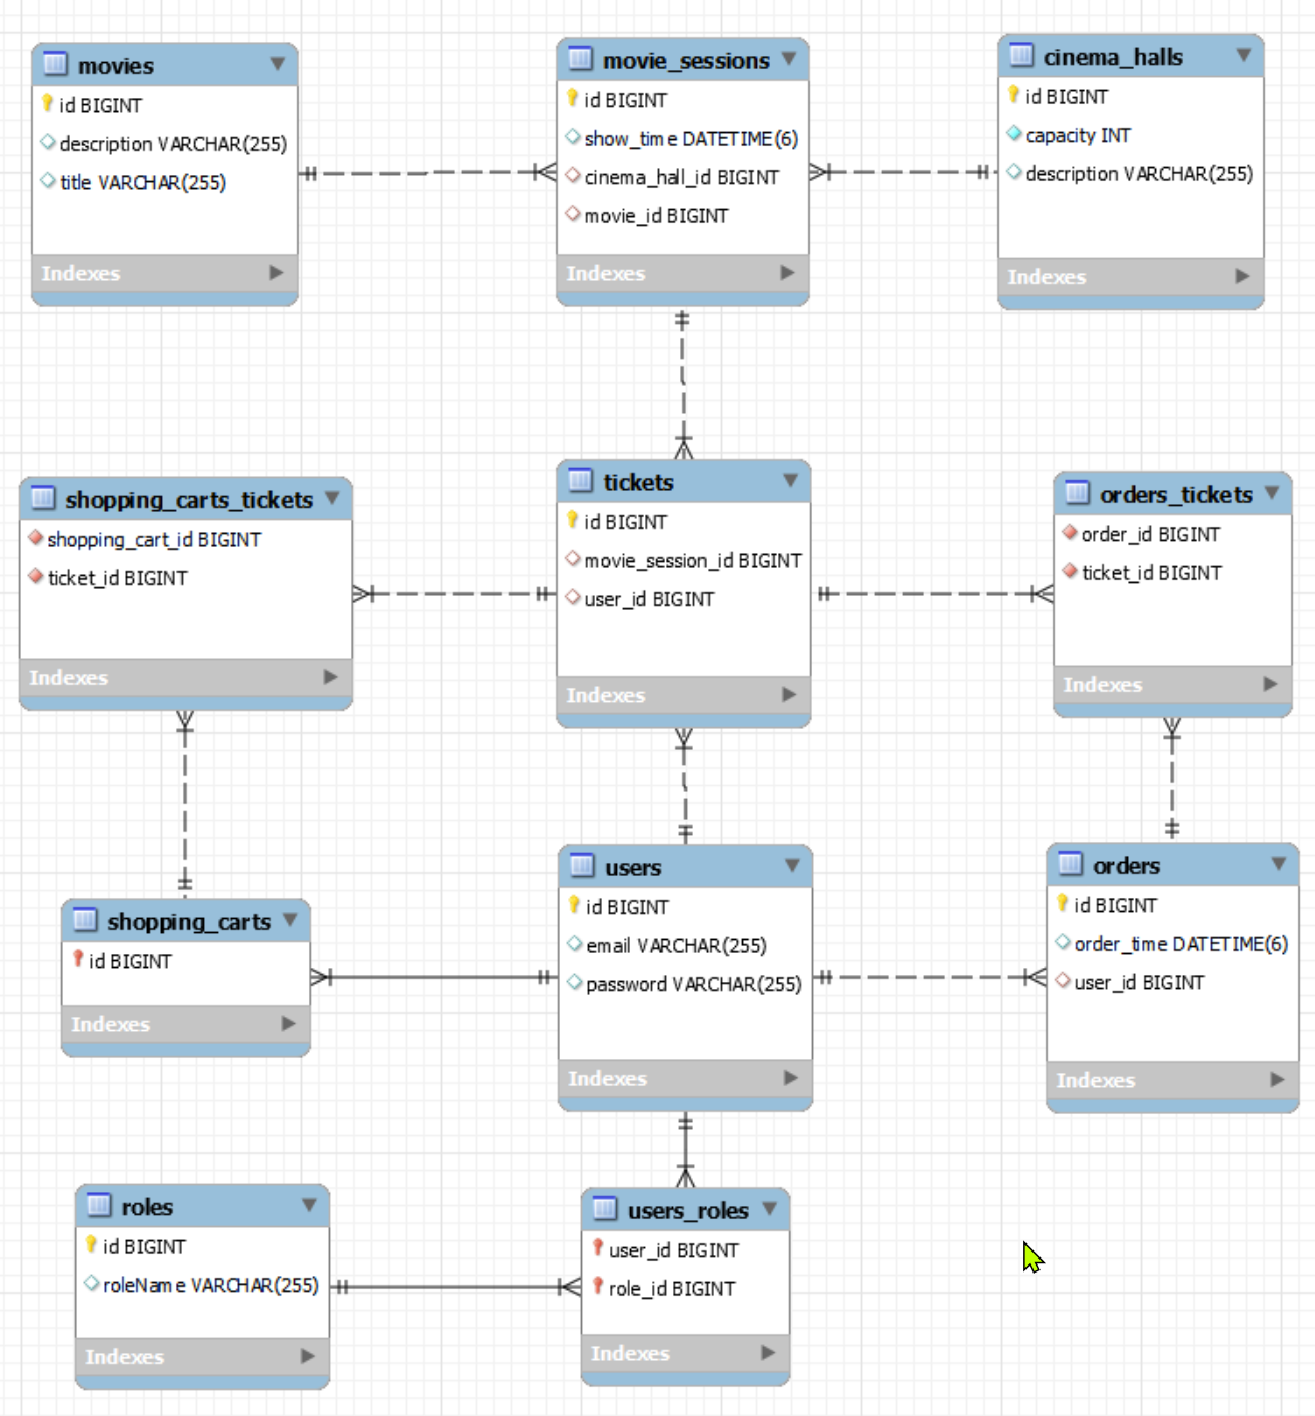 movies
id BIGINT
description VARCHAR(255)
title VARCHAR(255)
Indexes
movie_sessions
id BIGINT
show_time DATETIME(6)
cinema_hall_id BIGINT
movie_id BIGINT
Indexes
cinema_halls
id BIGINT
capacity INT
description VARCHAR(255)
Indexes
shopping_carts_tickets
shopping_cart_id BIGINT
ticket_id BIGINT
Indexes
tickets
id BIGINT
movie_session_id BIGINT
user_id BIGINT
Indexes
orders_tickets
order_id BIGINT
ticket_id BIGINT
Indexes
shopping_carts
id BIGINT
Indexes
users
id BIGINT
email VARCHAR(255)
password VARCHAR(255)
Indexes
orders
id BIGINT
order_time DATETIME(6)
user_id BIGINT
Indexes
roles
id BIGINT
roleName VARCHAR(255)
Indexes
users_roles
user_id BIGINT
role_id BIGINT
Indexes